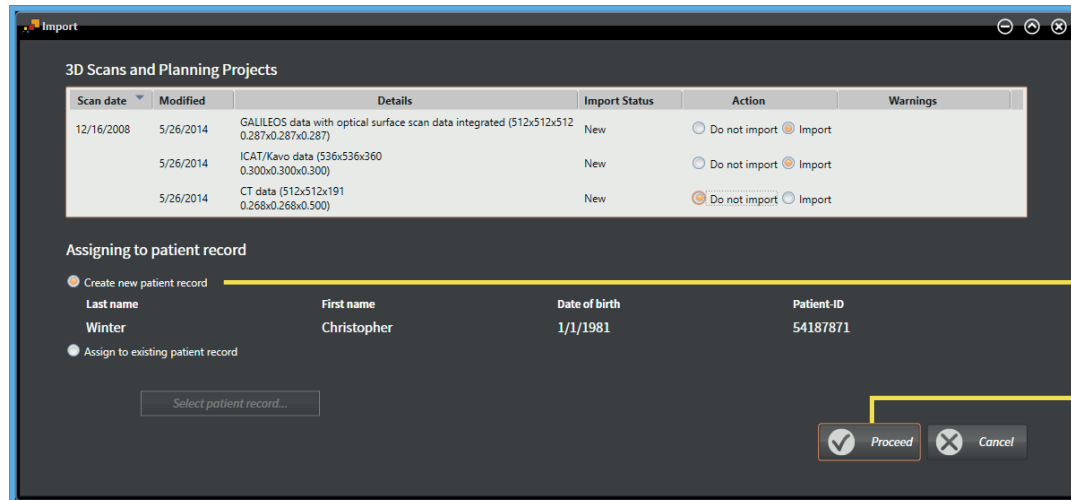 Import
3D Scans and Planning Projects
Scan date Modified Details Import Status Action Warnings
12/16/2008 5/26/2014 GALILEOS data with optical surface scan data integrated (512x512x512 New Do not import Import
0.287x0.287x0.287)
5/26/2014 ICAT/Kavo data (536x536x360 New Do not import Import
0.300x0.300x0.300)
5/26/2014 CT data (512x512x191 New Do not import Import
0.268x0.268x0.500)
Assigning to patient record
Create new patient record
Last name First name Date of birth Patient-ID
Winter Christopher 1/1/1981 54187871
Assign to existing patient record
Select patient record...
Proceed Cancel